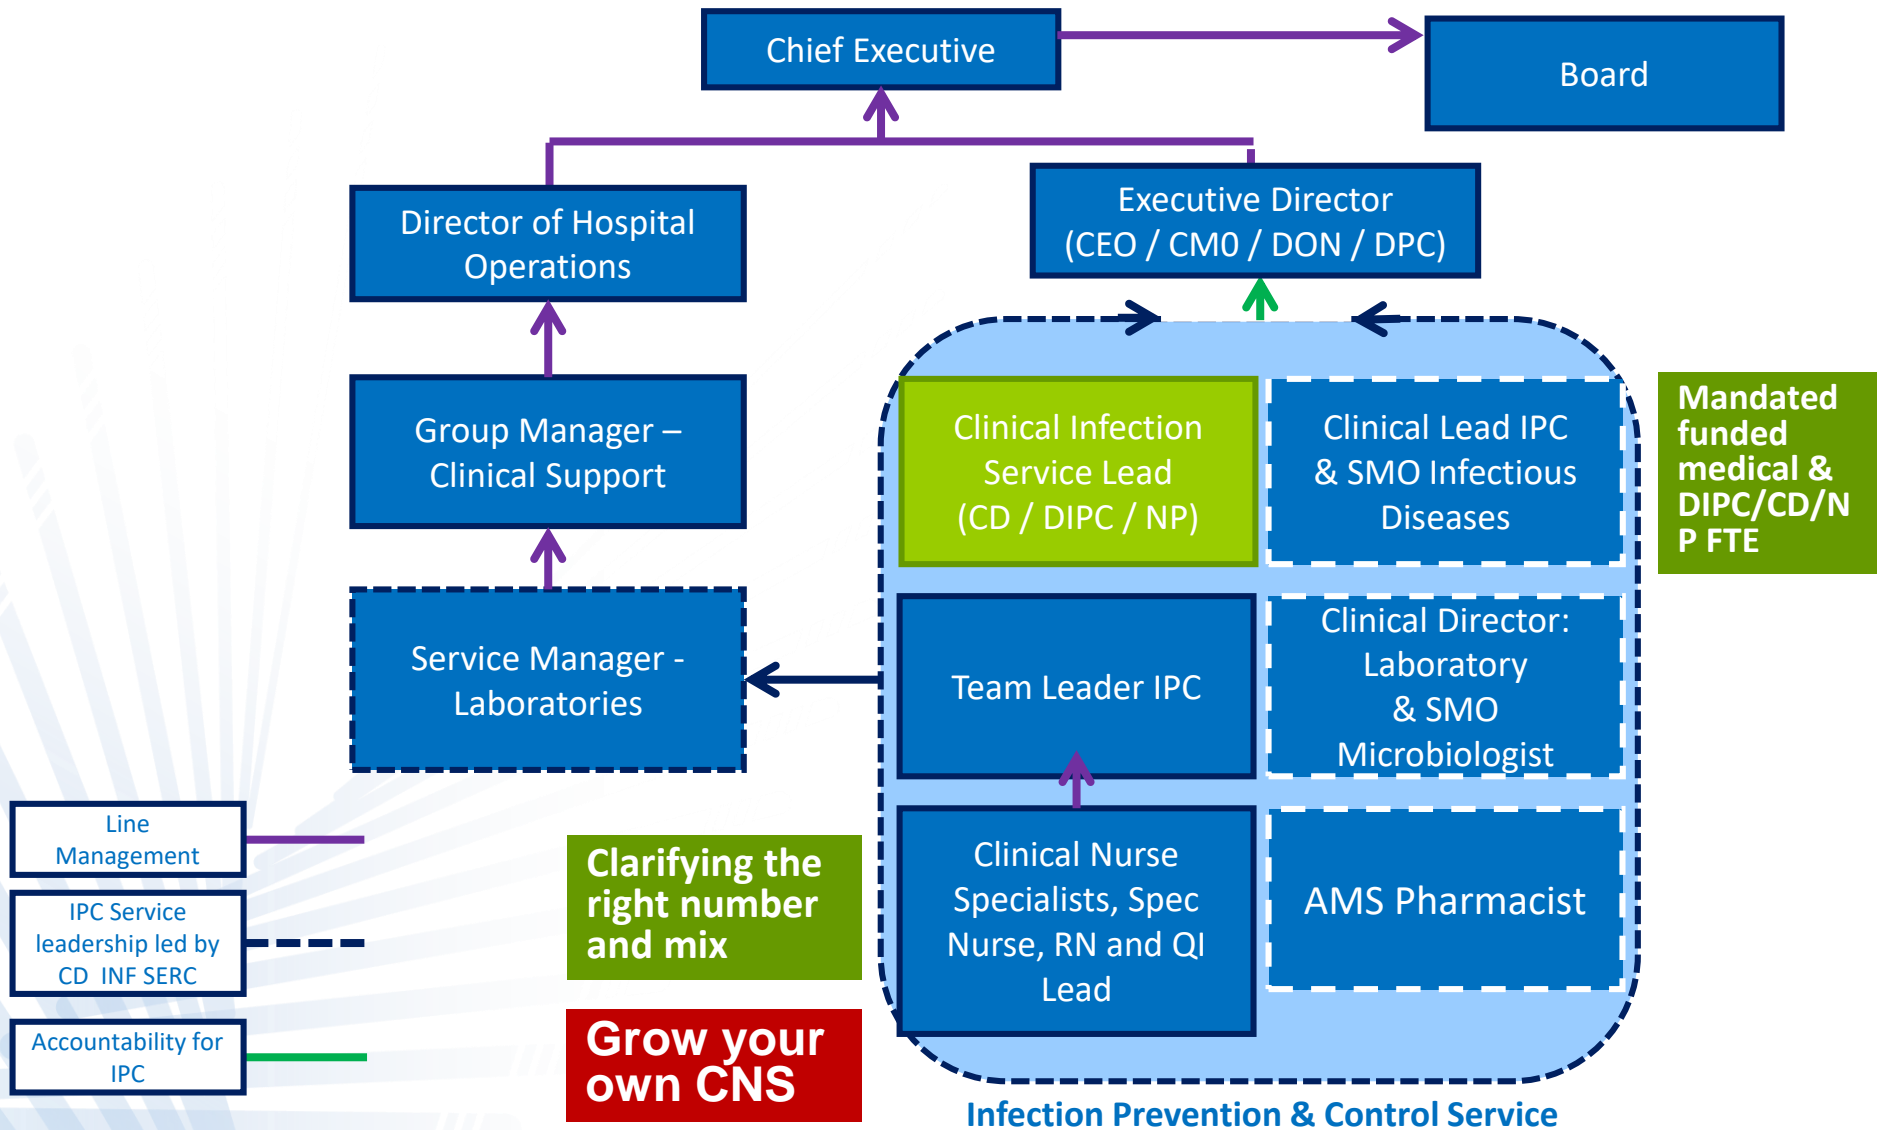 Chief Executive
Board
Director of Hospital
Operations
Executive Director
(CEO / CM0 / DON / DPC)
Group Manager –
Clinical Support
Clinical Infection
Service Lead
(CD / DIPC / NP)
Clinical Lead IPC
& SMO Infectious
Diseases
Mandated
funded
medical &
DIPC/CD/N
P FTE
Service Manager -
Laboratories
Team Leader IPC
Clinical Director:
Laboratory
& SMO
Microbiologist
Line
Management
IPC Service
leadership led by
CD INF SERC
Accountability for
IPC
Clarifying the
right number
and mix
Grow your
own CNS
Clinical Nurse
Specialists, Spec
Nurse, RN and QI
Lead
AMS Pharmacist
Infection Prevention & Control Service